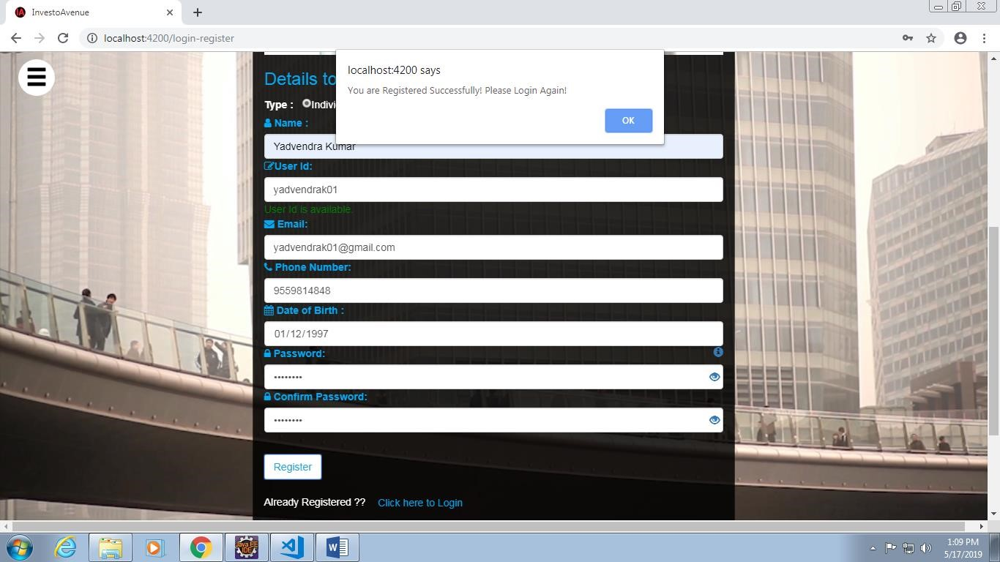 InvestoAvenue
localhost:4200/login-register
localhost:4200 says
You are Registered Successfully! Please Login Again!
OK
Details to
Type : Indivi
Name :
Yadvendra Kumar
User Id:
yadvendrak01
User Id is available.
Email:
yadvendrak01@gmail.com
Phone Number:
9559814848
Date of Birth :
01/12/1997
Password:
••••••••
Confirm Password:
••••••••
Register
Already Registered ?? Click here to Login
Java EE
IDE
1:09 PM
5/17/2019